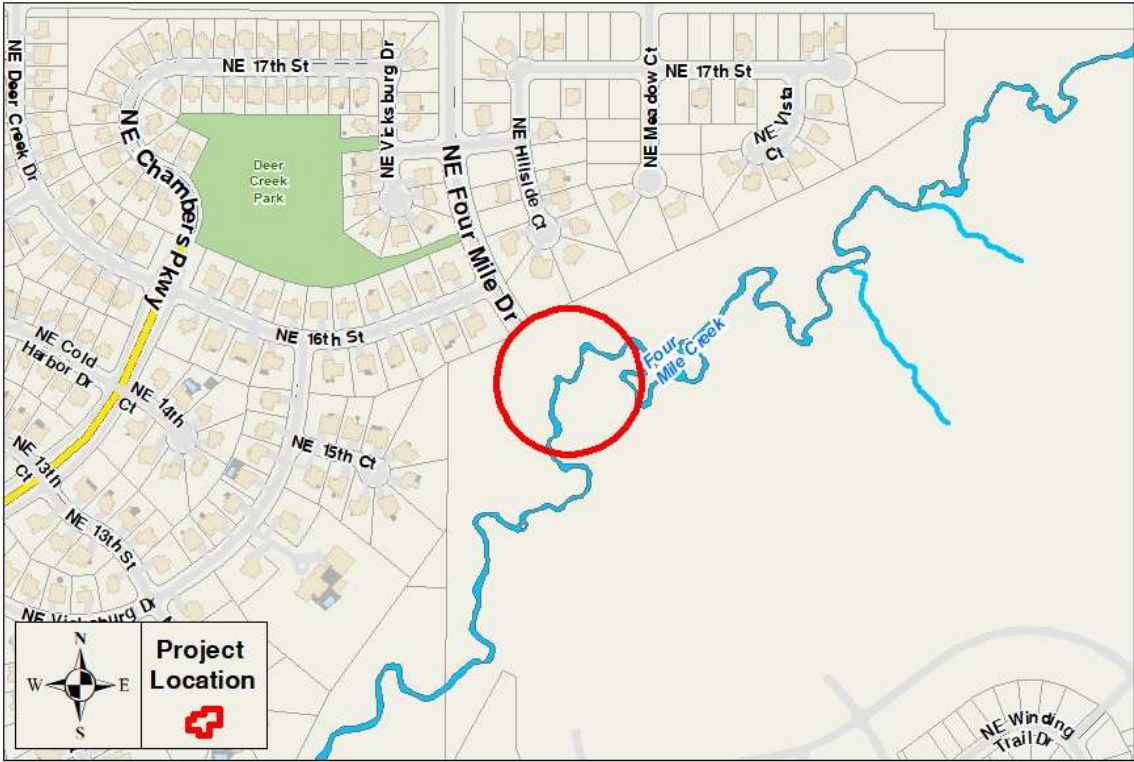 NE Deer Creek Dr
NE 17th St
NE Vicksburg Dr
NE Meadow Ct
NE 17th St
NE Chambers Pkwy
Deer
Creek
Park
NE Four Mile Dr
NE Hillside Ct
NE Vista
Ct
NE 16th St
Four
Mile Creek
NE Cold
Harbor Dr
NE 14th
Ct
NE 15th Ct
NE 13th
Ct
NE 13th St
NE Vicksburg Dr
N
W
E
S
Project
Location
NE Winding
Trail Dr